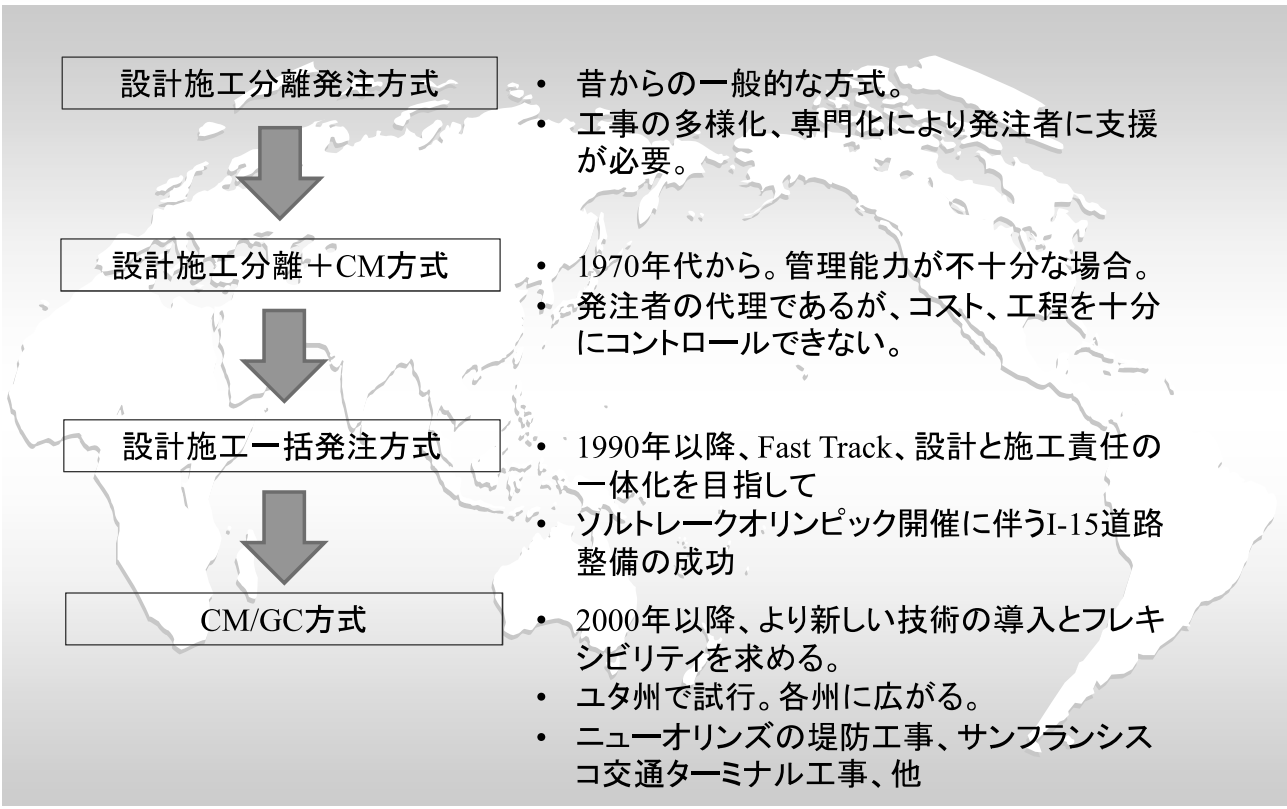 設計施工分離発注方式
• 昔からの一般的な方式。
• 工事の多様化、専門化により発注者に支援
が必要。
設計施工分離＋CM方式
• 1970年代から。管理能力が不十分な場合。
• 発注者の代理であるが、コスト、工程を十分
にコントロールできない。
設計施工一括発注方式
• 1990年以降、Fast Track、設計と施工責任の
一体化を目指して
• ソルトレークオリンピック開催に伴うI-15道路
整備の成功
CM/GC方式
• 2000年以降、より新しい技術の導入とフレキ
シビリティを求める。
• ユタ州で試行。各州に広がる。
• ニューオリンズの堤防工事、サンフランシス
コ交通ターミナル工事、他